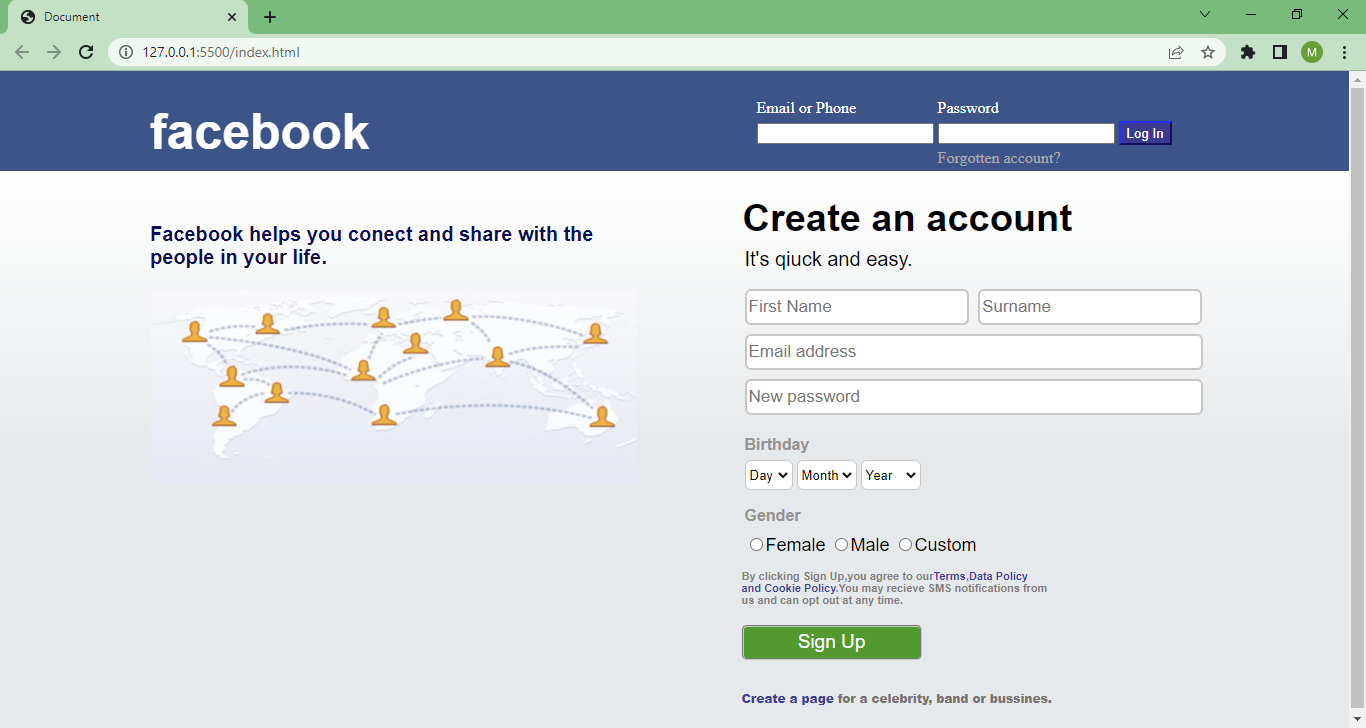 Document
127.0.0.1:5500/index.html
M
facebook
Email or Phone
Password
Log In
Forgotten account?
Facebook helps you conect and share with the
people in your life.
Create an account
It's qiuck and easy.
First Name
Surname
Email address
New password
Birthday
Day
Month
Year
Gender
Female
Male
Custom
By clicking Sign Up,you agree to ourTerms,Data Policy
and Cookie Policy.You may recieve SMS notifications from
us and can opt out at any time.
Sign Up
Create a page for a celebrity, band or bussines.